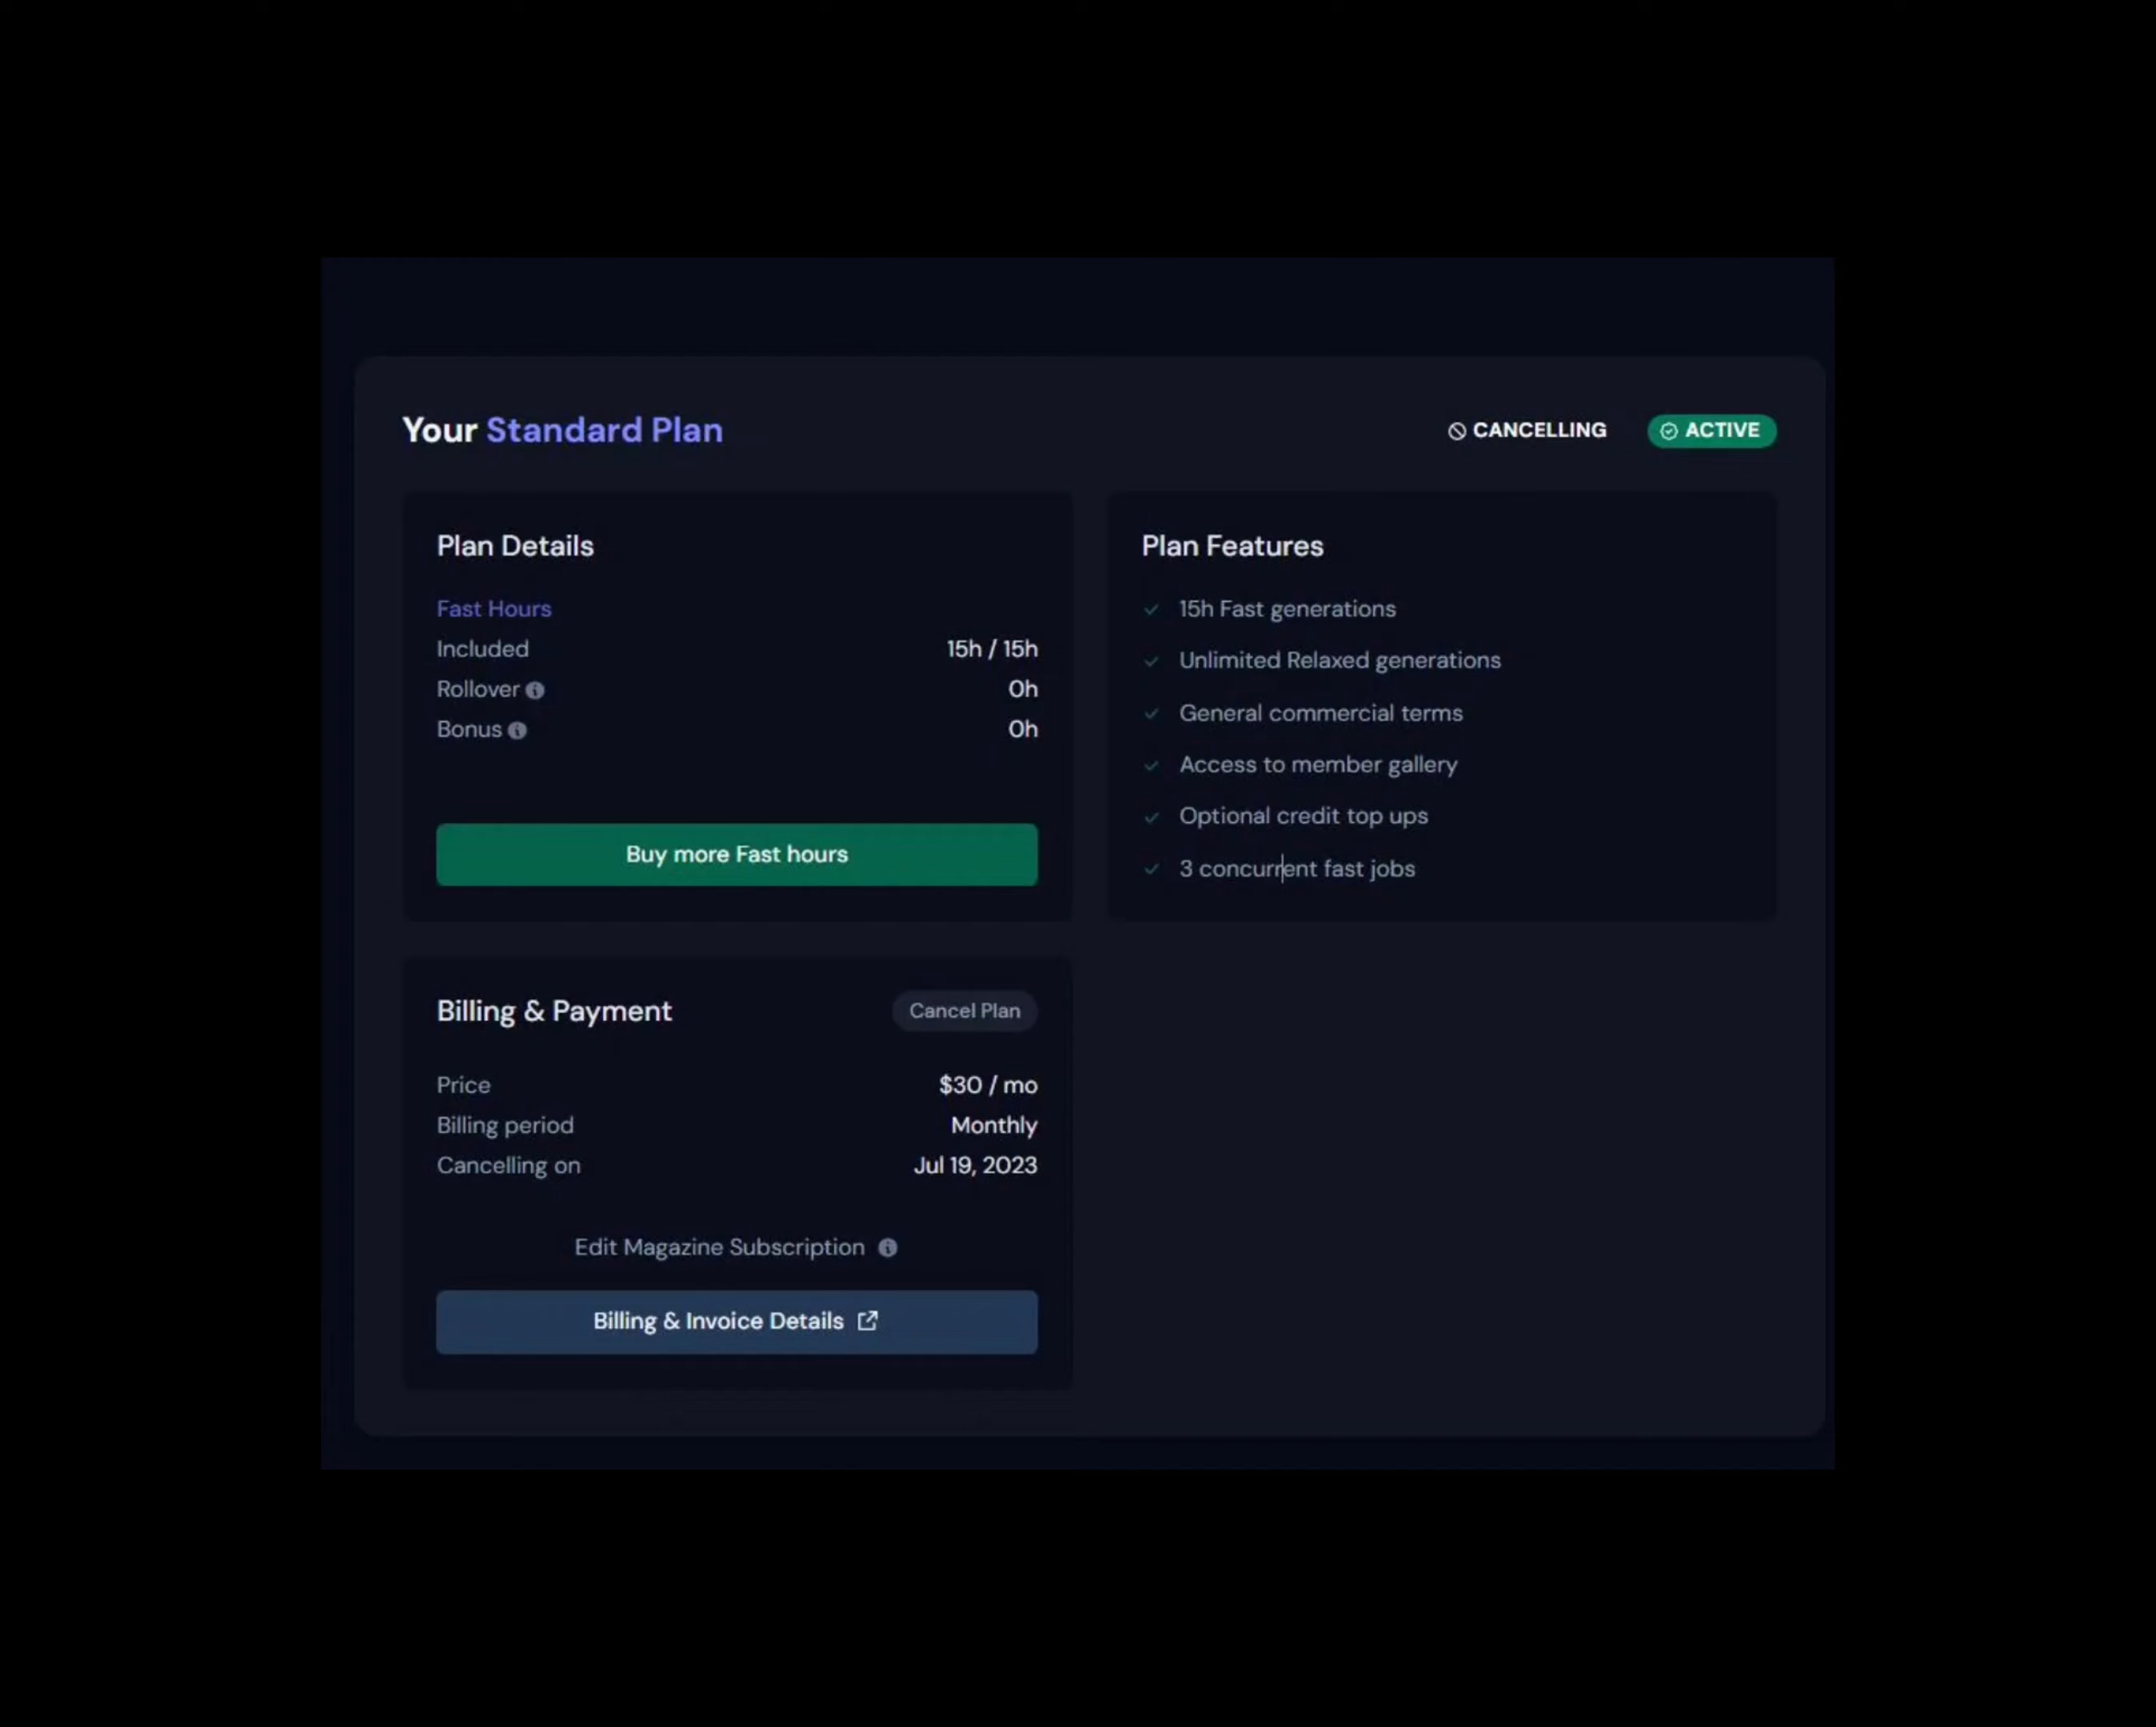 Your Standard Plan
CANCELLING
ACTIVE
Plan Details
Fast Hours
Included 15h / 15h
Rollover 0h
Bonus 0h
Buy more Fast hours
Plan Features
15h Fast generations
Unlimited Relaxed generations
General commercial terms
Access to member gallery
Optional credit top ups
3 concurrent fast jobs
Billing & Payment
Cancel Plan
Price $30 / mo
Billing period Monthly
Cancelling on Jul 19, 2023
Edit Magazine Subscription
Billing & Invoice Details